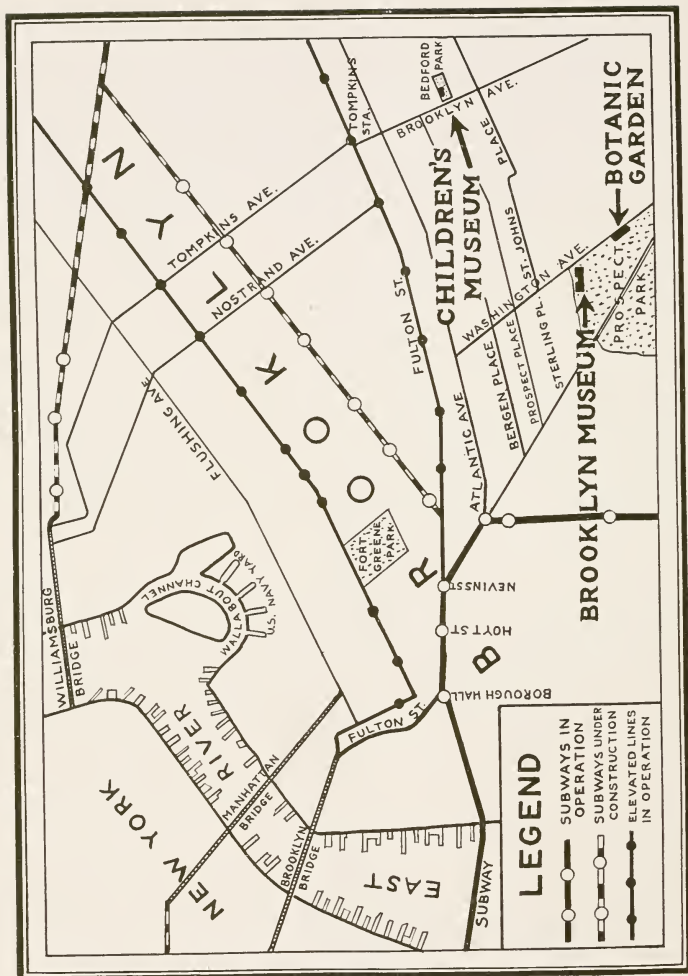 WILLIAMSBURG
BRIDGE
NEW YORK
EAST
RIVER
MANHATTAN
BRIDGE
BROOKLYN
BRIDGE
WALLABOUT CHANNEL
U.S. NAVY YARD
FLUSHING AVE
TOMPKINS AVE.
NOSTRAND AVE.
BROOKLYN
FORT
GREENE
PARK
FULTON ST.
FULTON ST.
TOMPKINS
STA.
BEDFORD
PARK
BROOKLYN AVE.
CHILDREN'S
MUSEUM
ATLANTIC AVE
WASHINGTON AVE.
BERGEN PLACE
PROSPECT PLACE
STERLING PL.
ST. JOHNS PLACE
BROOKLYN MUSEUM
PROSPECT
PARK
BOTANIC
GARDEN
NEVINS ST
HOYT ST.
BOROUGH HALL
SUBWAY
LEGEND
SUBWAYS IN
OPERATION
SUBWAYS UNDER
CONSTRUCTION
ELEVATED LINES
IN OPERATION